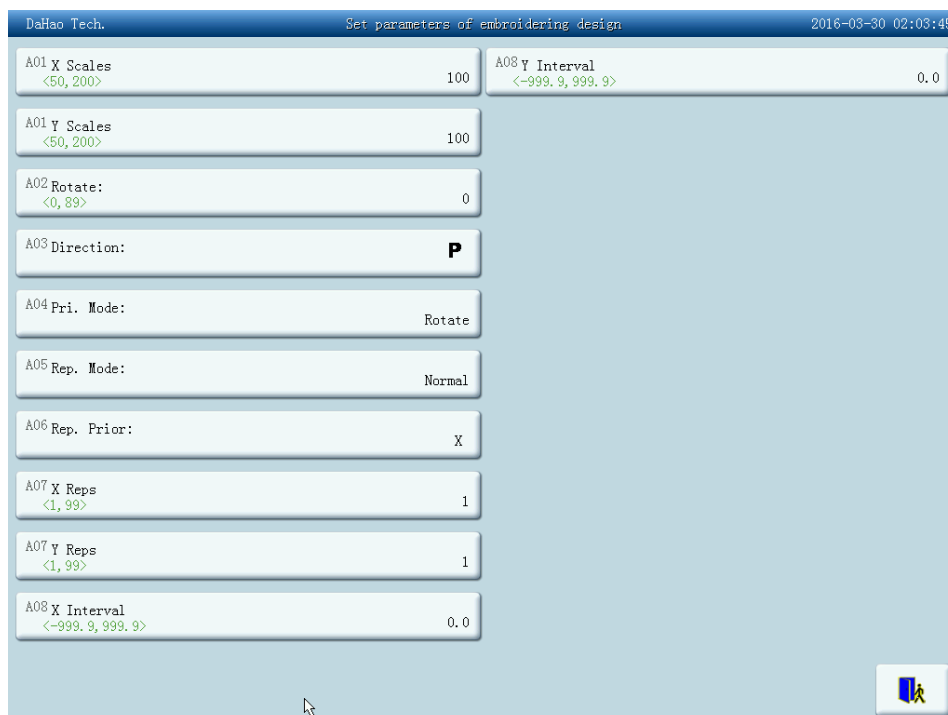 DaHao Tech. Set parameters of embroidering design 2016-03-30 02:03:45
A01 X Scales
<50, 200>
100
A01 Y Scales
<50, 200>
100
A02 Rotate:
<0, 89>
0
A03 Direction:
P
A04 Pri. Mode:
Rotate
A05 Rep. Mode:
Normal
A06 Rep. Prior:
X
A07 X Reps
<1, 99>
1
A07 Y Reps
<1, 99>
1
A08 X Interval
<-999.9, 999.9>
0.0
A08 Y Interval
<-999.9, 999.9>
0.0